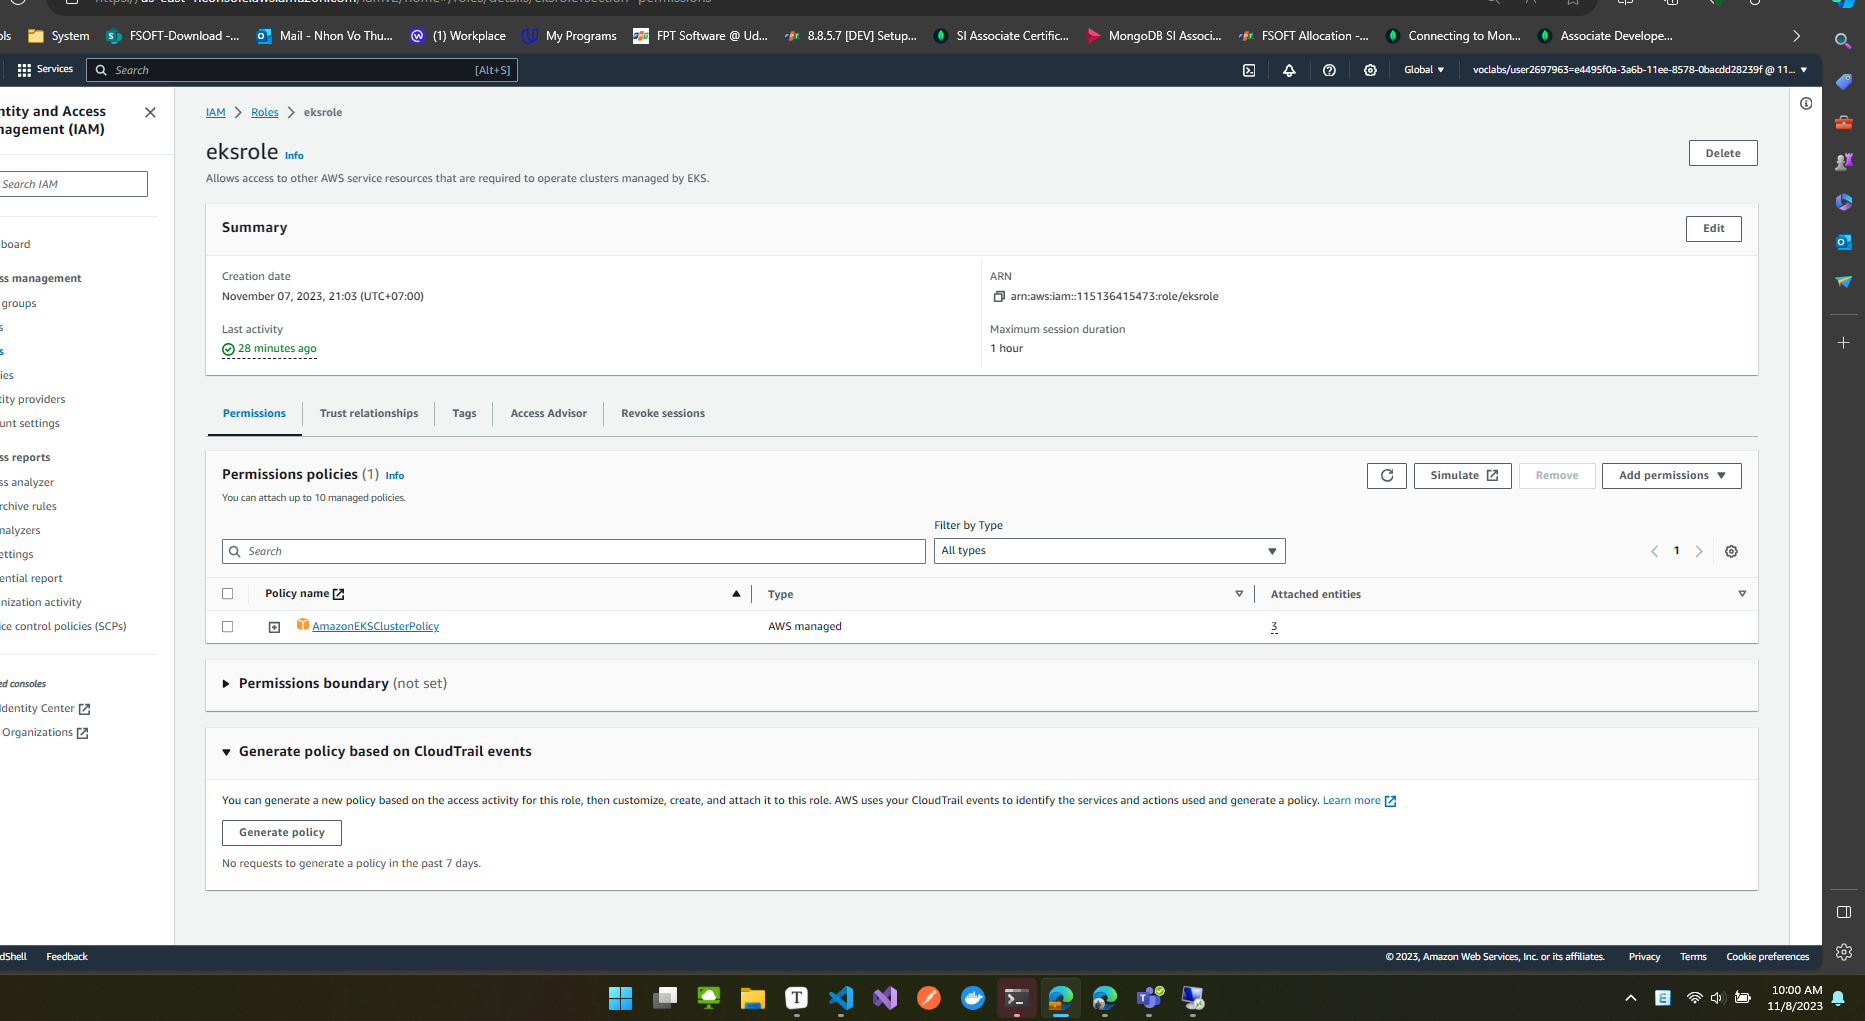 System
FSOFT-Download -...
Mail - Nhon Vo Thu...
(1) Workplace
My Programs
FPT Software @ Ud...
8.8.5.7 [DEV] Setup...
SI Associate Certific...
MongoDB SI Associ...
FSOFT Allocation -...
Connecting to Mon...
Associate Develope...
Services
Search
[Alt+S]
Global
voclabs/user2697963=e4495f0a-3a6b-11ee-8578-0bacdd28239f @ 11...
ntity and Access
nagement (IAM)
Search IAM
board
ss management
groups
s
s
ies
tity providers
unt settings
ss reports
ss analyzer
rchive rules
nalyzers
ettings
ential report
nization activity
ice control policies (SCPs)
ed consoles
Identity Center
Organizations
IAM
Roles
eksrole
eksrole Info
Delete
Allows access to other AWS service resources that are required to operate clusters managed by EKS.
Summary
Edit
Creation date
November 07, 2023, 21:03 (UTC+07:00)
ARN
arn:aws:iam::115136415473:role/eksrole
Last activity
28 minutes ago
Maximum session duration
1 hour
Permissions
Trust relationships
Tags
Access Advisor
Revoke sessions
Permissions policies (1) Info
You can attach up to 10 managed policies.
Simulate
Remove
Add permissions
Filter by Type
Search
All types
1
Policy name
Type
Attached entities
AmazonEKSClusterPolicy
AWS managed
3
Permissions boundary (not set)
Generate policy based on CloudTrail events
You can generate a new policy based on the access activity for this role, then customize, create, and attach it to this role. AWS uses your CloudTrail events to identify the services and actions used and generate a policy. Learn more
Generate policy
No requests to generate a policy in the past 7 days.
dShell
Feedback
© 2023, Amazon Web Services, Inc. or its affiliates.
Privacy
Terms
Cookie preferences
10:00 AM
11/8/2023